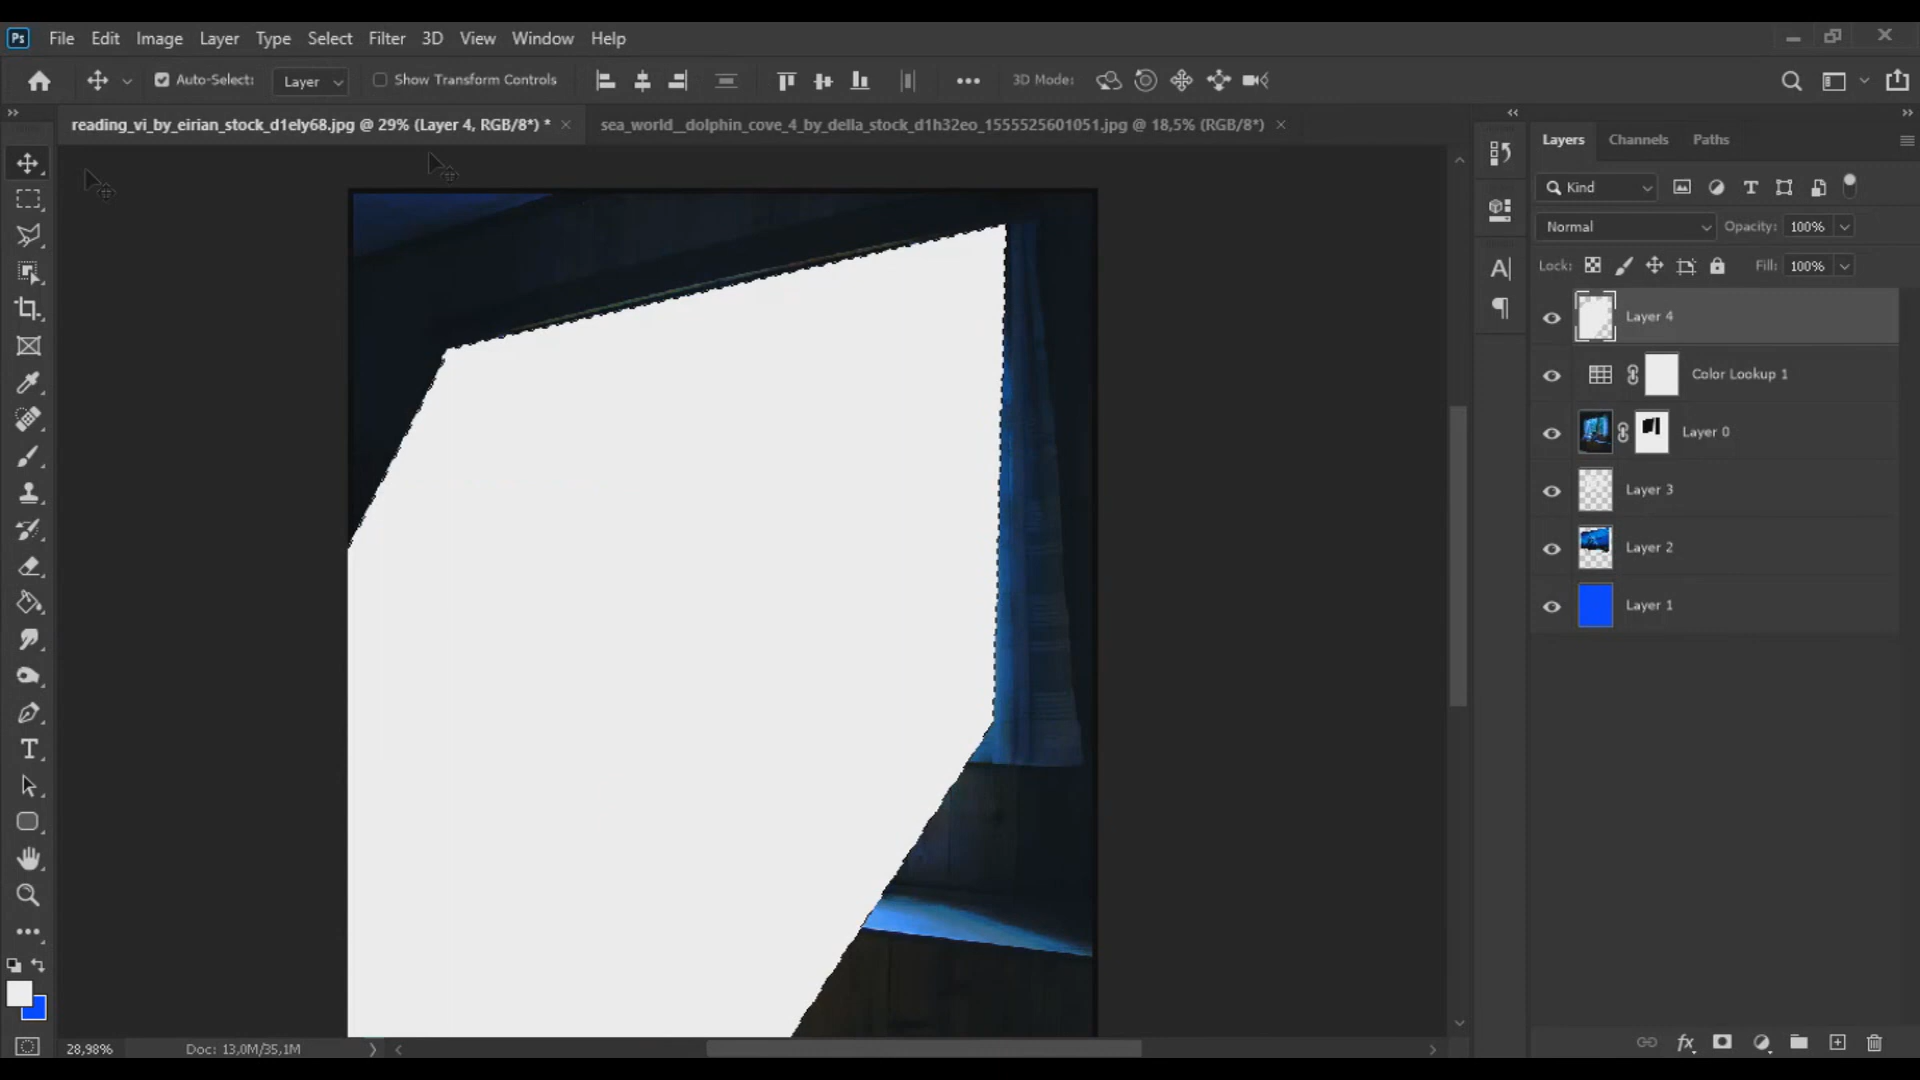 Ps File Edit Image Layer Type Select Filter 3D View Window Help
Auto-Select: Layer Show Transform Controls 3D Mode:
reading_vi_by_eirian_stock_d1ely68.jpg @ 29% (Layer 4, RGB/8*) * sea_world__dolphin_cove_4_by_della_stock_d1h32eo_1555525601051.jpg @ 18,5% (RGB/8*)
Layers Channels Paths
Kind
Normal Opacity: 100%
Lock: Fill: 100%
Layer 4
Color Lookup 1
Layer 0
Layer 3
Layer 2
Layer 1
28,98% Doc: 13,0M/35,1M